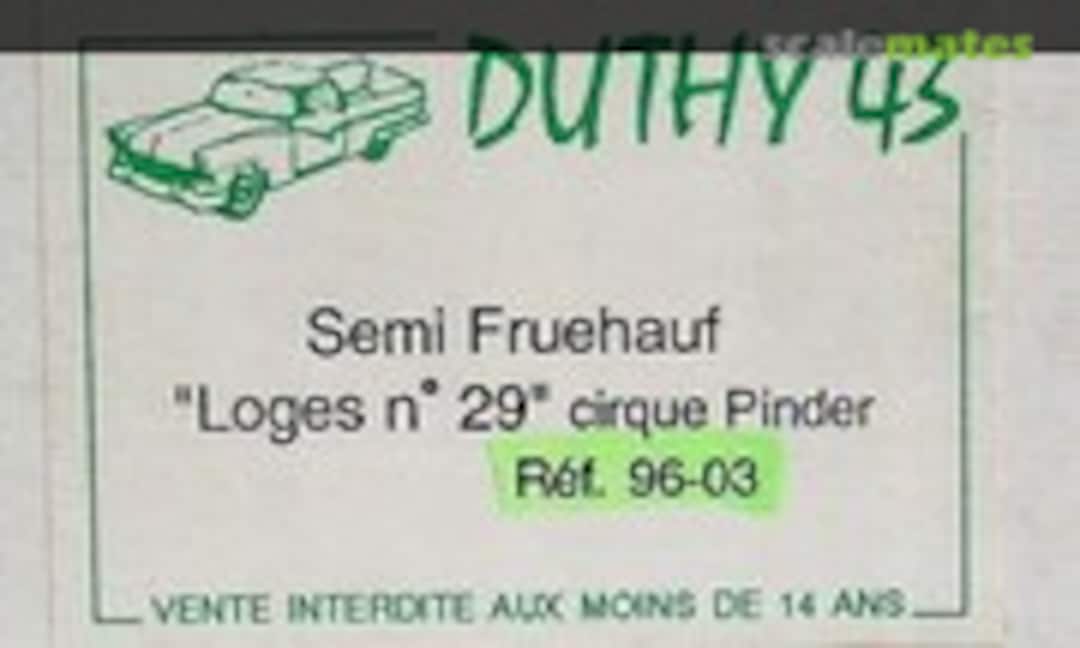 scalemates
DUTHY 43
Semi Fruehauf
"Loges n° 29" cirque Pinder
Réf. 96-03
VENTE INTERDITE AUX MOINS DE 14 ANS